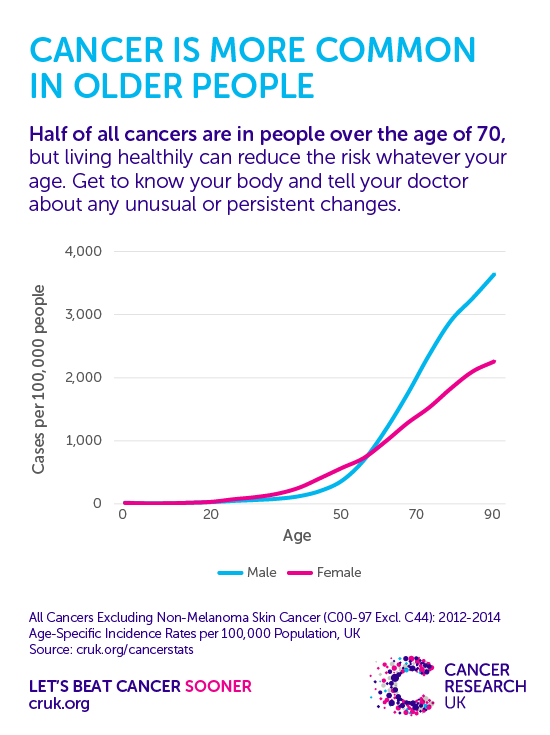 CANCER IS MORE COMMON
IN OLDER PEOPLE
Half of all cancers are in people over the age of 70,
but living healthily can reduce the risk whatever your
age. Get to know your body and tell your doctor
about any unusual or persistent changes.
Cases per 100,000 people
4,000
3,000
2,000
1,000
0
0 20 50 70 90
Age
Male Female
All Cancers Excluding Non-Melanoma Skin Cancer (C00-97 Excl. C44): 2012-2014
Age-Specific Incidence Rates per 100,000 Population, UK
Source: cruk.org/cancerstats
LET'S BEAT CANCER SOONER
cruk.org
CANCER
RESEARCH
UK